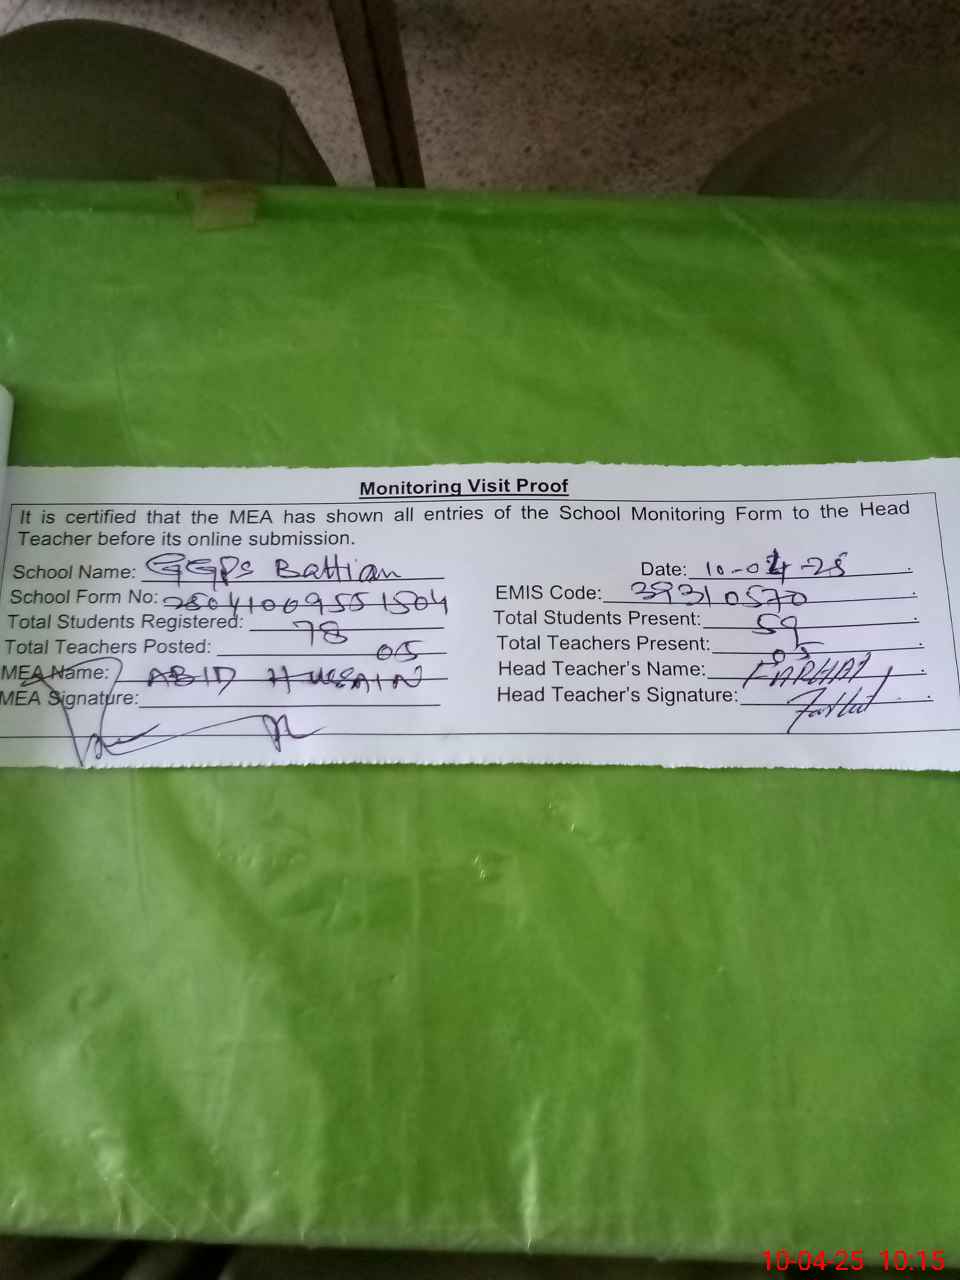 Monitoring Visit Proof
It is certified that the MEA has shown all entries of the School Monitoring Form to the Head
Teacher before its online submission.
School Name: GGPS Battian Date: 10-04-25
School Form No: 25041069551504 EMIS Code: 39310570
Total Students Registered: 78 Total Students Present: 59
Total Teachers Posted: 05 Total Teachers Present: 05
MEA Name: ABID HUSSAIN Head Teacher's Name: FARHAT
MEA Signature: Head Teacher's Signature: Farhat
10-04-25 10:15